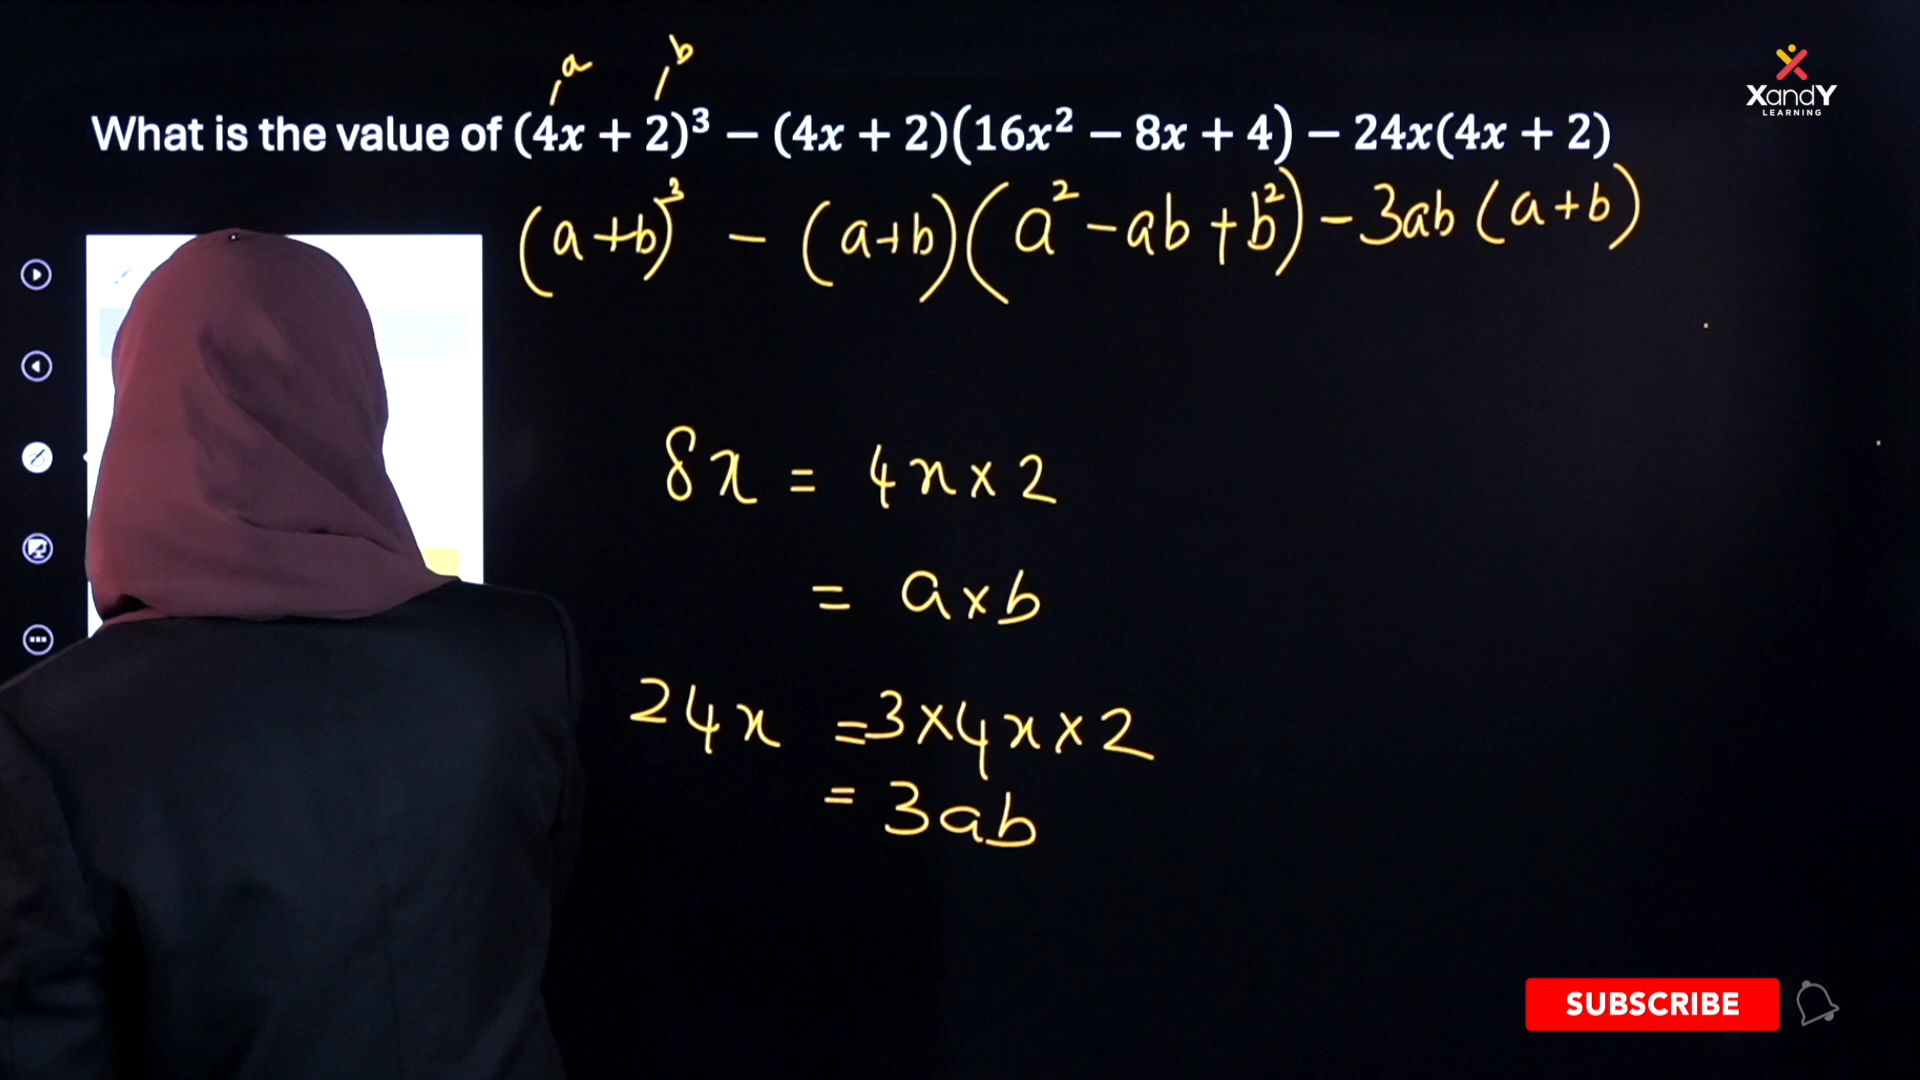 a b
XandY
LEARNING
What is the value of (4x + 2)³ − (4x + 2)(16x² − 8x + 4) − 24x(4x + 2)
(a+b)³ − (a+b)(a² − ab + b²) − 3ab (a+b)
8x = 4x × 2
= a × b
24x = 3 × 4x × 2
= 3ab
SUBSCRIBE